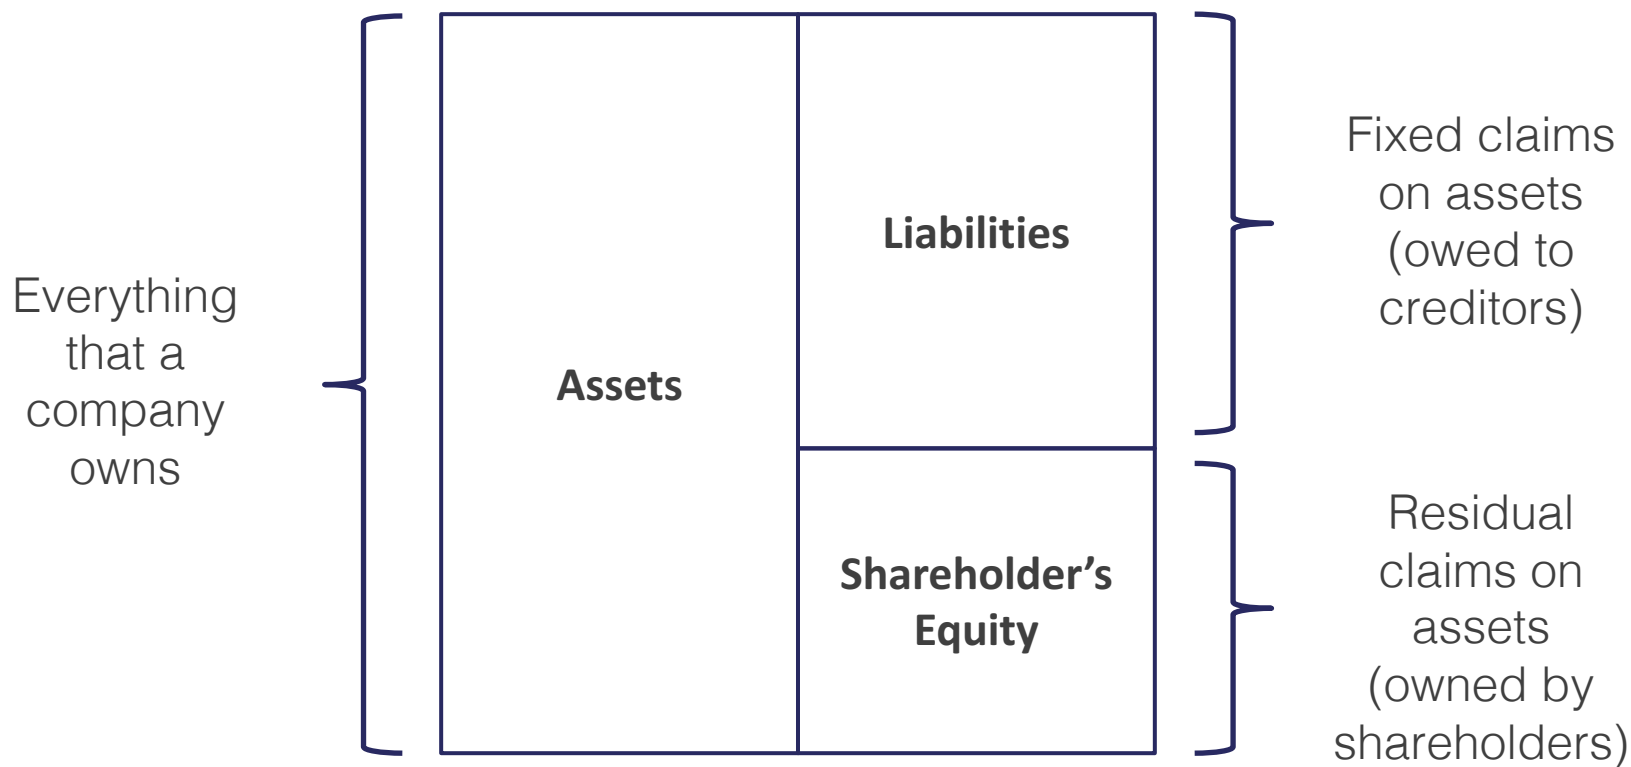 Everything
that a
company
owns
Assets
Liabilities
Shareholder’s
Equity
Fixed claims
on assets
(owed to
creditors)
Residual
claims on
assets
(owned by
shareholders)